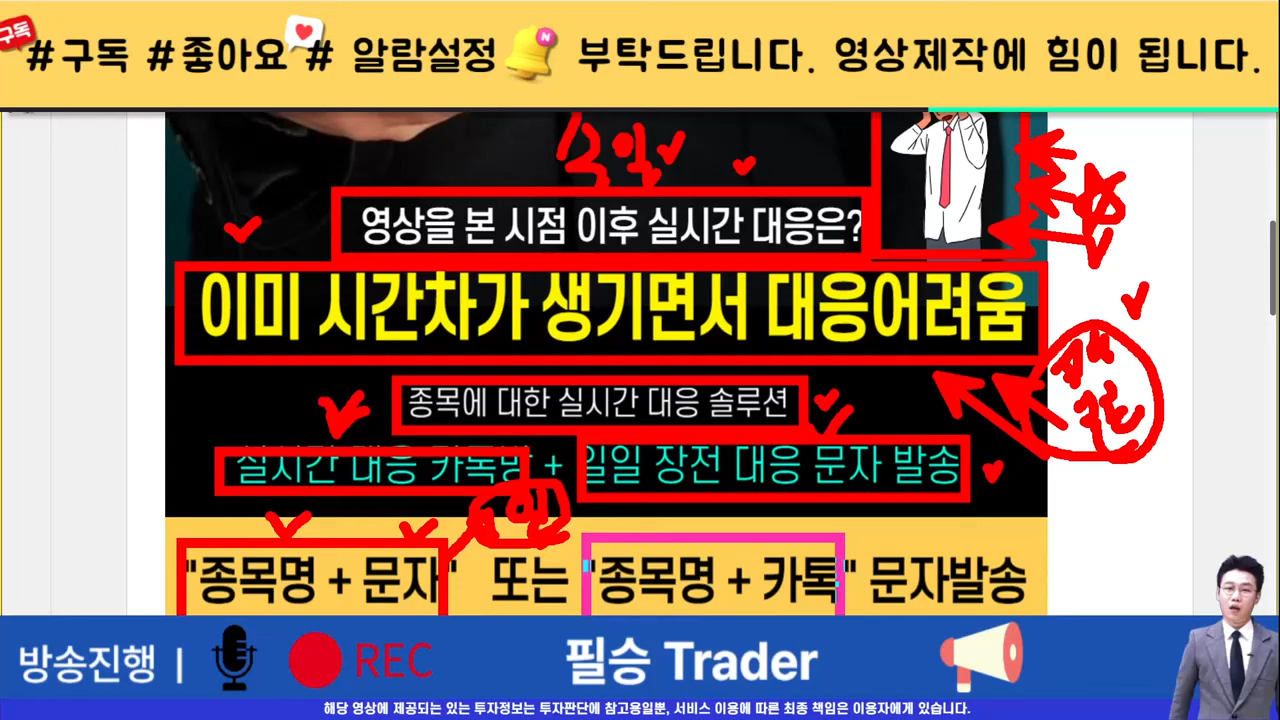 구독
#구독 #좋아요 # 알람설정 N 부탁드립니다. 영상제작에 힘이 됩니다.
영상을 본 시점 이후 실시간 대응은?
이미 시간차가 생기면서 대응어려움
종목에 대한 실시간 대응 솔루션
실시간 대응 카톡방 + 일일 장전 대응 문자 발송
"종목명 + 문자" 또는 "종목명 + 카톡" 문자발송
방송진행 | REC 필승 Trader
해당 영상에 제공되는 있는 투자정보는 투자판단에 참고용일뿐, 서비스 이용에 따른 최종 책임은 이용자에게 있습니다.